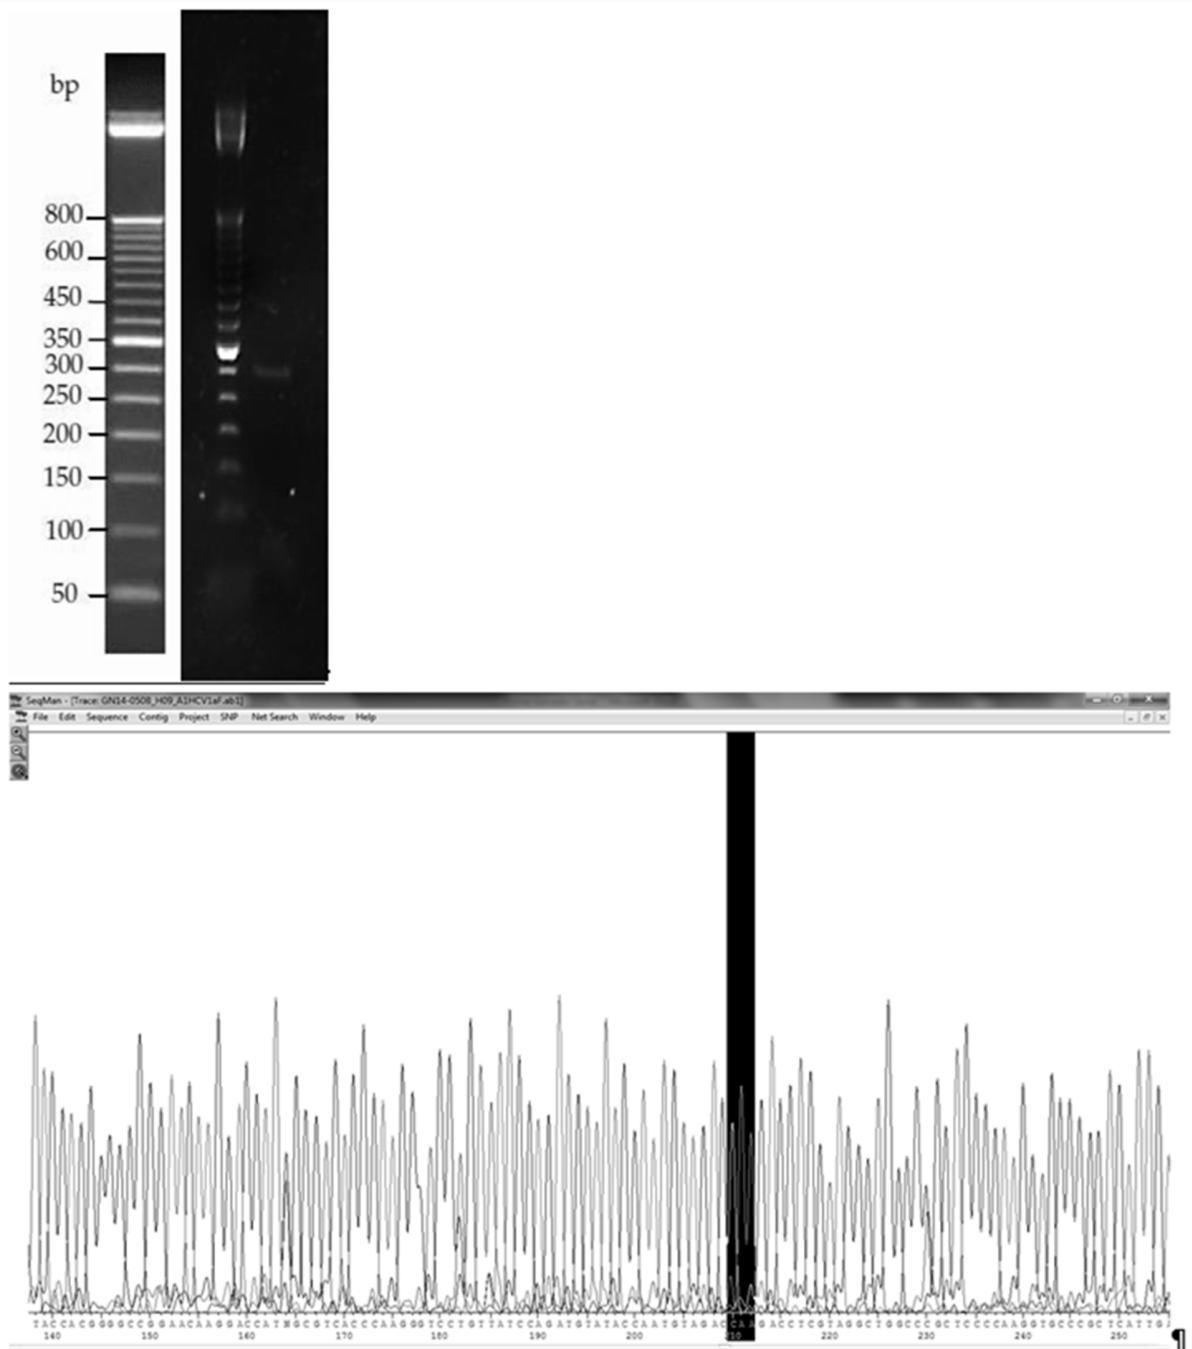 bp
800
600
450
350
300
250
200
150
100
50
SeqMan - [Trace: GN14-0508_H09_A1HCV1aF.ab1]
File Edit Sequence Contig Project SNP Net Search Window Help
TACCACGGGGCCGGAACAAGGACCATNGCGTCACCCAAGGGTCCTGTTATCCAGATGTATACCAATGTAGACCAAGACCTCGTAGGCTGGCCCGCTCCCCAAGGTGCCCGCTCATTG
140 150 160 170 180 190 200 210 220 230 240 250
¶